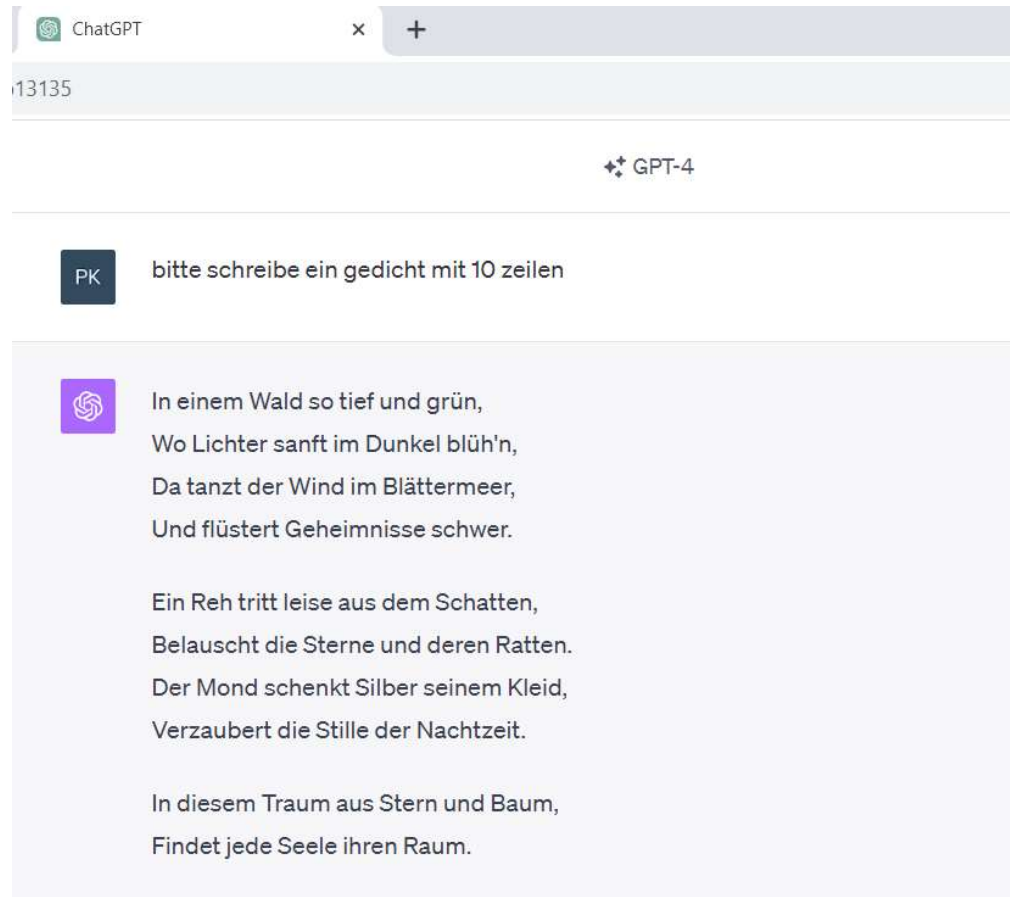 ChatGPT
13135
GPT-4
PK
bitte schreibe ein gedicht mit 10 zeilen
In einem Wald so tief und grün,
Wo Lichter sanft im Dunkel blüh'n,
Da tanzt der Wind im Blättermeer,
Und flüstert Geheimnisse schwer.
Ein Reh tritt leise aus dem Schatten,
Belauscht die Sterne und deren Ratten.
Der Mond schenkt Silber seinem Kleid,
Verzaubert die Stille der Nachtzeit.
In diesem Traum aus Stern und Baum,
Findet jede Seele ihren Raum.